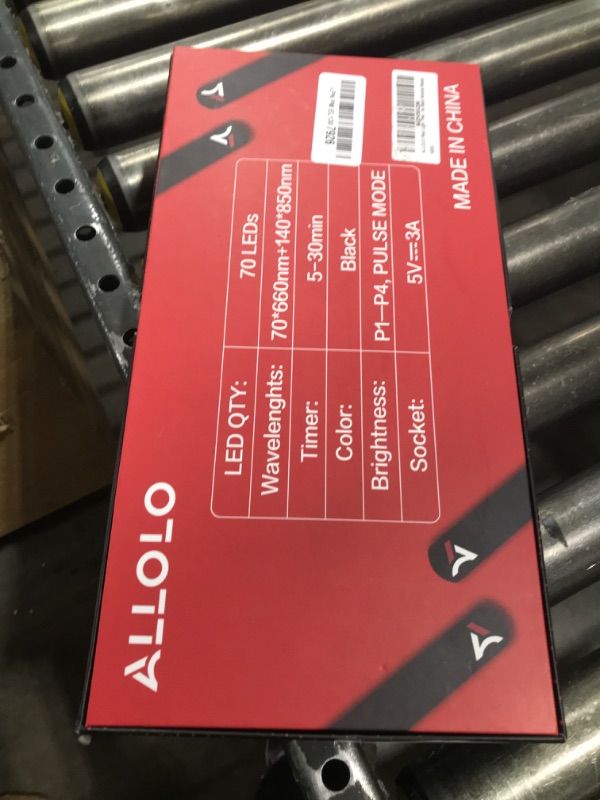 ALLOLO
LED QTY: 70 LEDs
Wavelenghts: 70*660nm+140*850nm
Timer: 5-30min
Color: Black
Brightness: P1-P4, PULSE MODE
Socket: 5V⎓3A
MADE IN CHINA